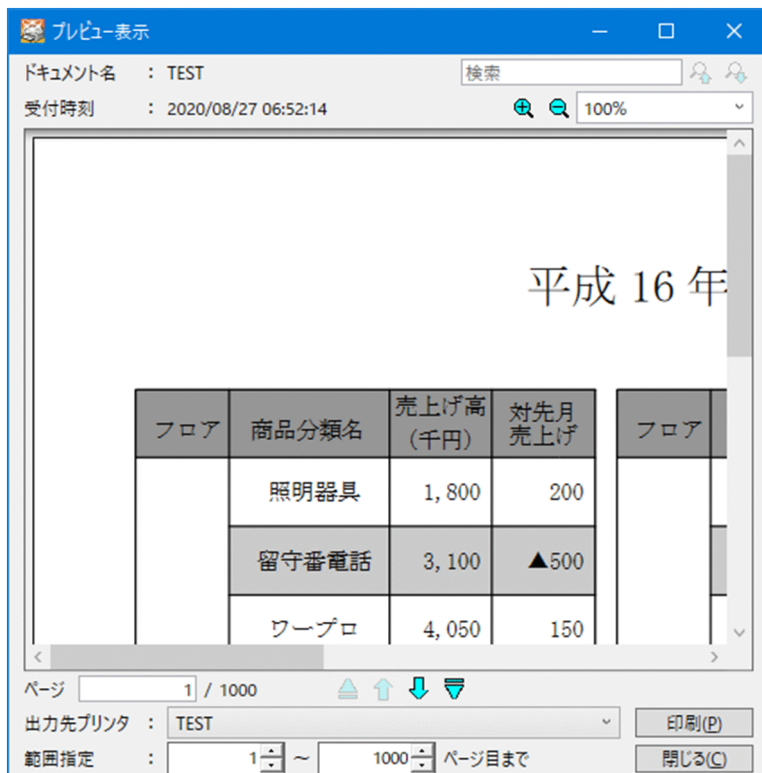 プレビュー表示
ドキュメント名 : TEST
検索
受付時刻 : 2020/08/27 06:52:14
100%
平成 16 年
フロア 商品分類名 売上げ高 (千円) 対先月 売上げ フロア
照明器具 1,800 200
留守番電話 3,100 ▲500
ワープロ 4,050 150
ページ 1 / 1000
出力先プリンタ : TEST 印刷(P)
範囲指定 : 1 ~ 1000 ページ目まで 閉じる(C)